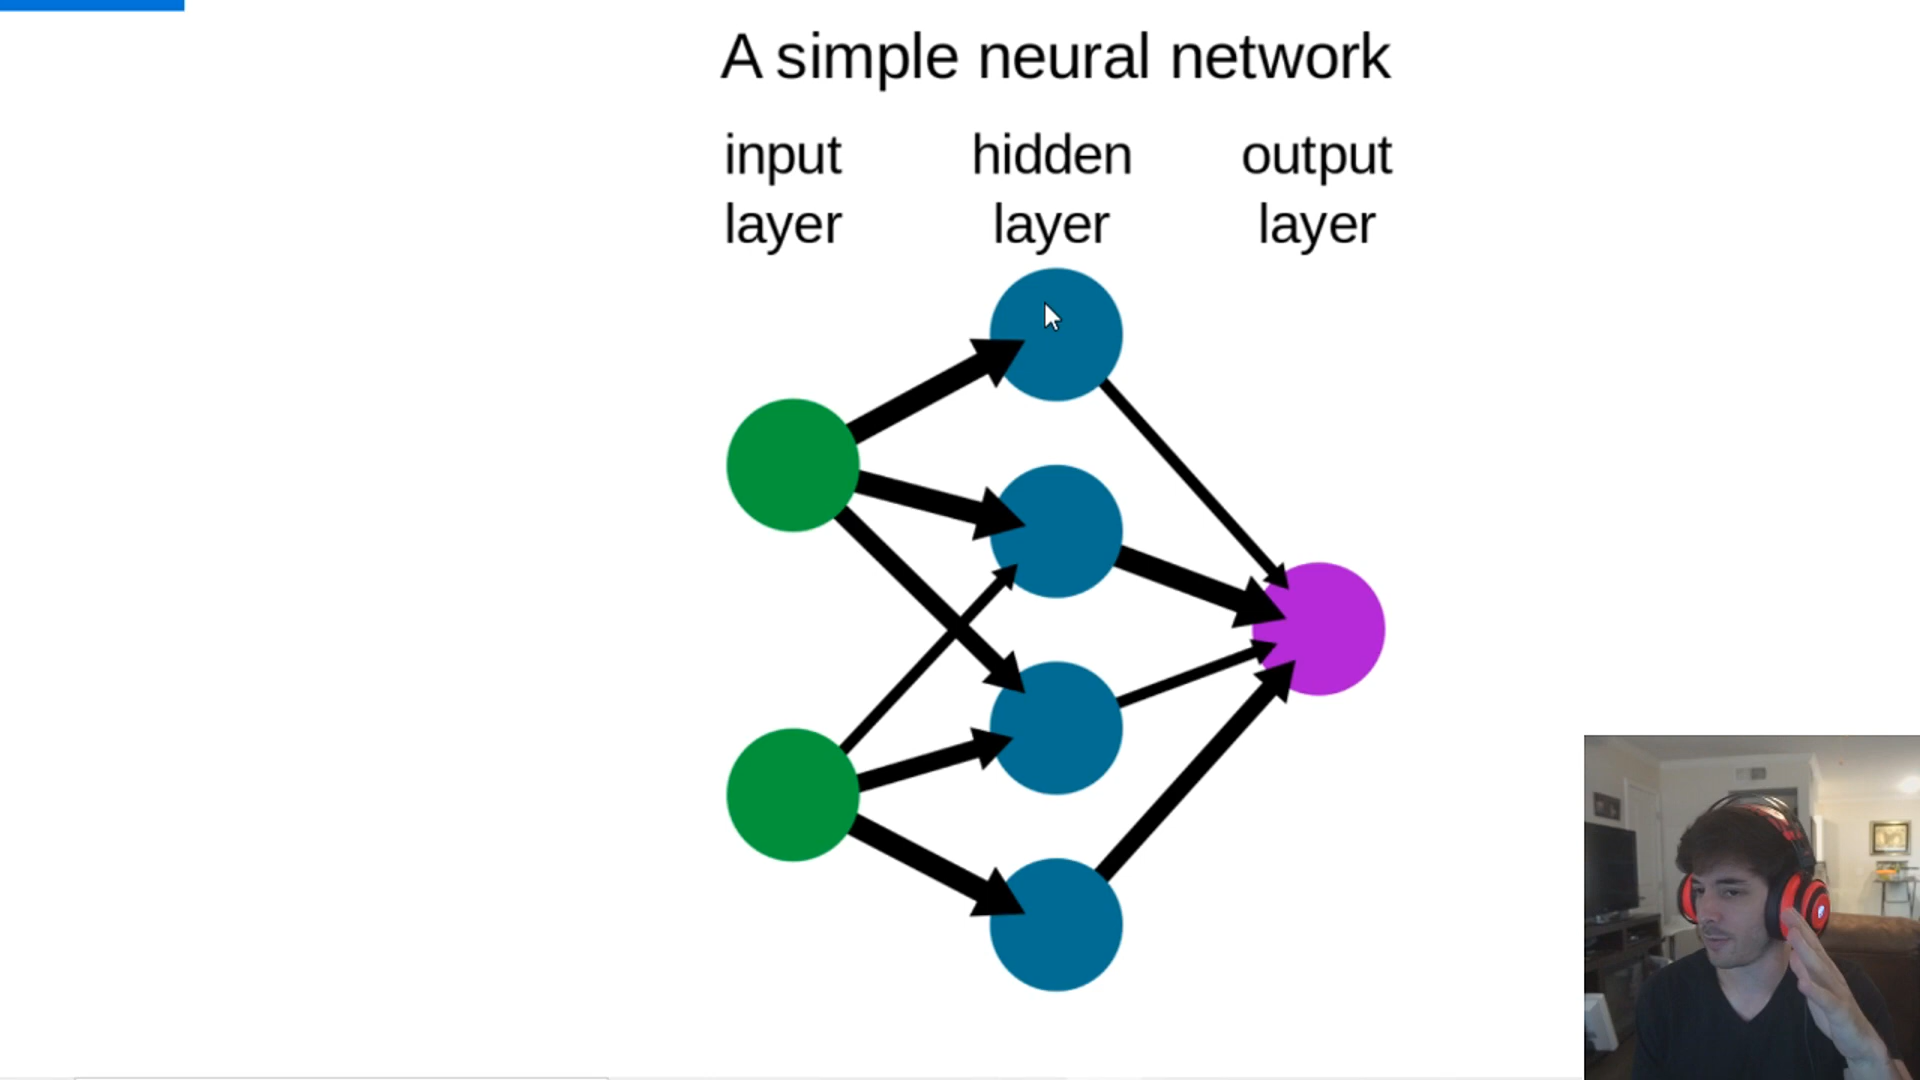 A simple neural network
input hidden output
layer layer layer